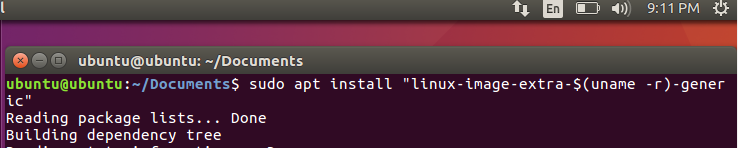 l
En
9:11 PM
ubuntu@ubuntu: ~/Documents
ubuntu@ubuntu:~/Documents$ sudo apt install "linux-image-extra-$(uname -r)-gener
ic"
Reading package lists... Done
Building dependency tree